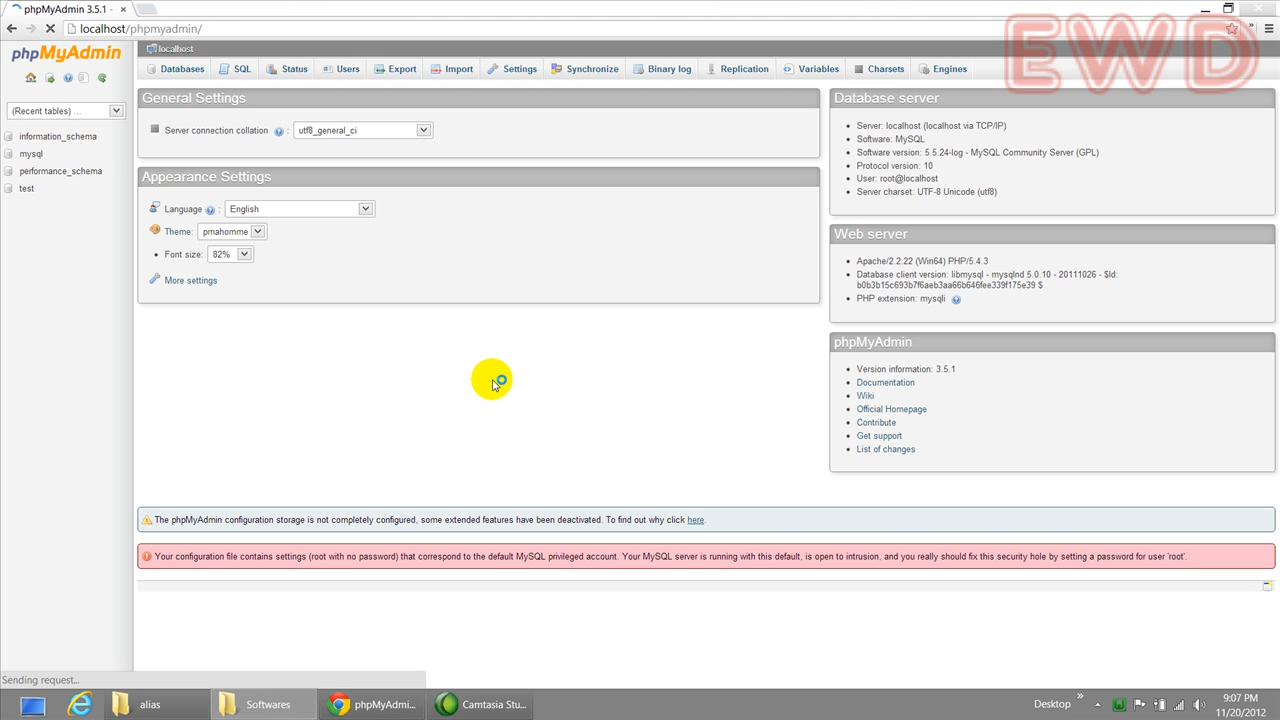 phpMyAdmin 3.5.1 -
localhost/phpmyadmin/
EWD
phpMyAdmin
localhost
Databases SQL Status Users Export Import Settings Synchronize Binary log Replication Variables Charsets Engines
(Recent tables) ...
information_schema
mysql
performance_schema
test
General Settings
Server connection collation : utf8_general_ci
Appearance Settings
Language : English
Theme: pmahomme
Font size: 82%
More settings
Database server
Server: localhost (localhost via TCP/IP)
Software: MySQL
Software version: 5.5.24-log - MySQL Community Server (GPL)
Protocol version: 10
User: root@localhost
Server charset: UTF-8 Unicode (utf8)
Web server
Apache/2.2.22 (Win64) PHP/5.4.3
Database client version: libmysql - mysqlnd 5.0.10 - 20111026 - $Id:
b0b3b15c693b7f6aeb3aa66b646fee339f175e39 $
PHP extension: mysqli
phpMyAdmin
Version information: 3.5.1
Documentation
Wiki
Official Homepage
Contribute
Get support
List of changes
The phpMyAdmin configuration storage is not completely configured, some extended features have been deactivated. To find out why click here.
Your configuration file contains settings (root with no password) that correspond to the default MySQL privileged account. Your MySQL server is running with this default, is open to intrusion, and you really should fix this security hole by setting a password for user 'root'.
Sending request...
alias Softwares phpMyAdmi... Camtasia Stu... Desktop
9:07 PM
11/20/2012